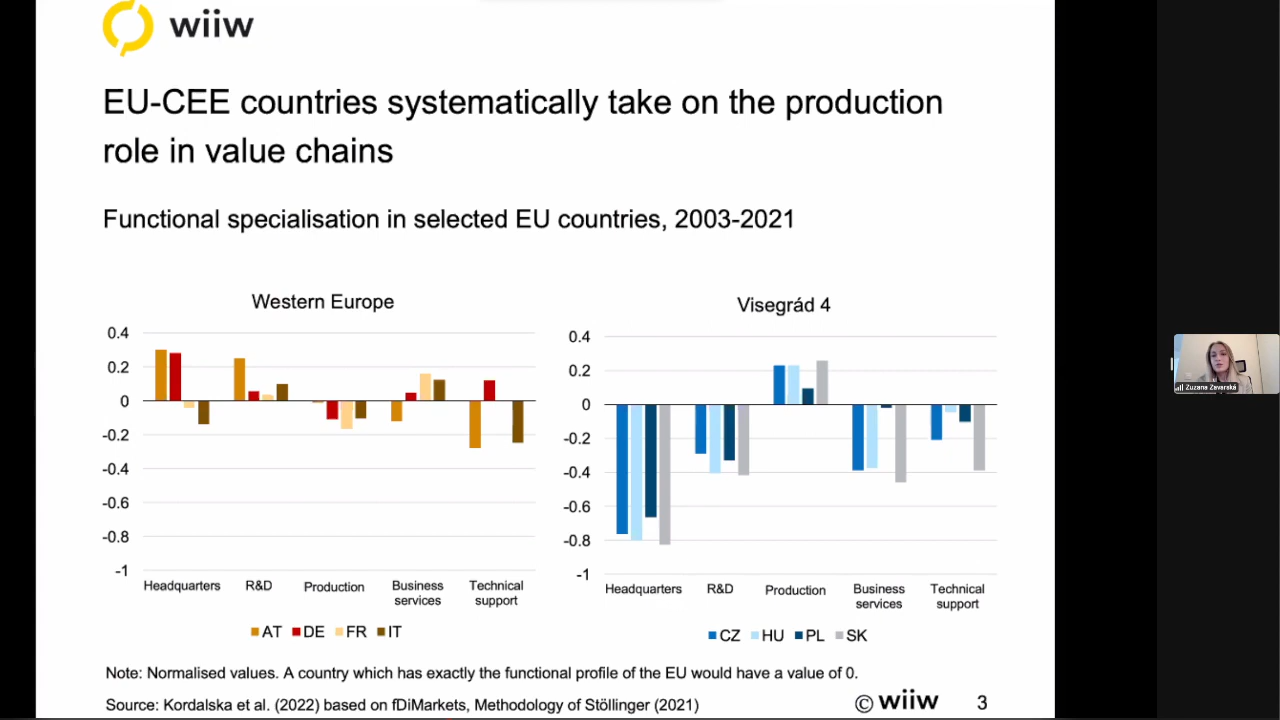 wiiw
EU-CEE countries systematically take on the production
role in value chains
Functional specialisation in selected EU countries, 2003-2021
Western Europe
0.4
0.2
0
-0.2
-0.4
-0.6
-0.8
-1
Headquarters
R&D
Production
Business
services
Technical
support
AT DE FR IT
Visegrád 4
0.4
0.2
0
-0.2
-0.4
-0.6
-0.8
-1
Headquarters
R&D
Production
Business
services
Technical
support
CZ HU PL SK
Note: Normalised values. A country which has exactly the functional profile of the EU would have a value of 0.
Source: Kordalska et al. (2022) based on fDiMarkets, Methodology of Stöllinger (2021)
© wiiw 3
Zuzana Zavarská